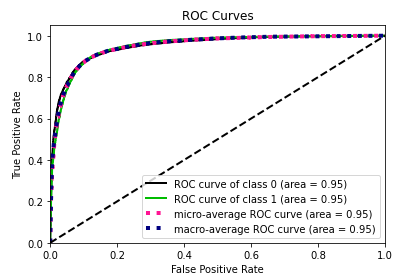 ROC Curves
True Positive Rate
1.0
0.8
0.6
0.4
0.2
0.0
ROC curve of class 0 (area = 0.95)
ROC curve of class 1 (area = 0.95)
micro-average ROC curve (area = 0.95)
macro-average ROC curve (area = 0.95)
0.0 0.2 0.4 0.6 0.8 1.0
False Positive Rate